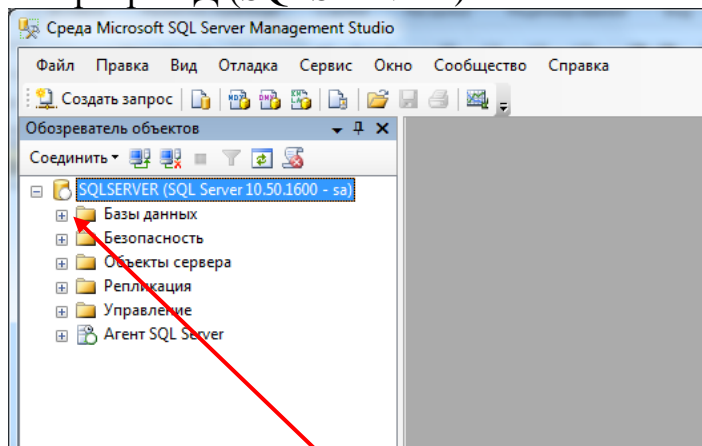 Среда Microsoft SQL Server Management Studio
Файл Правка Вид Отладка Сервис Окно Сообщество Справка
Создать запрос
Обозреватель объектов
Соединить
SQLSERVER (SQL Server 10.50.1600 - sa)
Базы данных
Безопасность
Объекты сервера
Репликация
Управление
Агент SQL Server